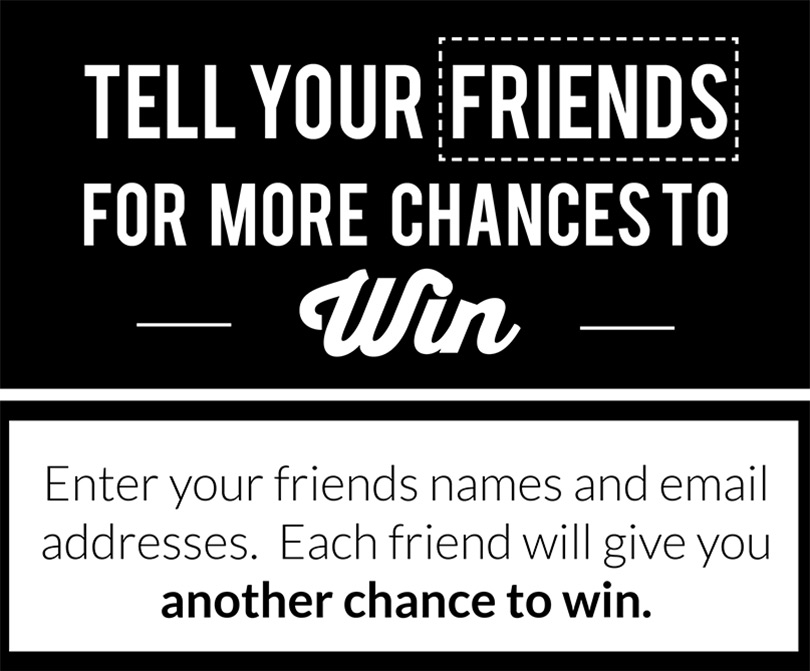 TELL YOUR FRIENDS
FOR MORE CHANCES TO
Win
Enter your friends names and email
addresses. Each friend will give you
another chance to win.